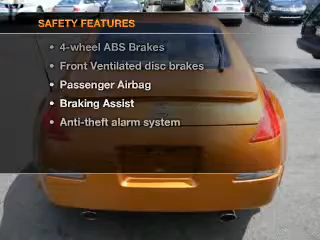 SAFETY FEATURES
• 4-wheel ABS Brakes
• Front Ventilated disc brakes
• Passenger Airbag
• Braking Assist
• Anti-theft alarm system